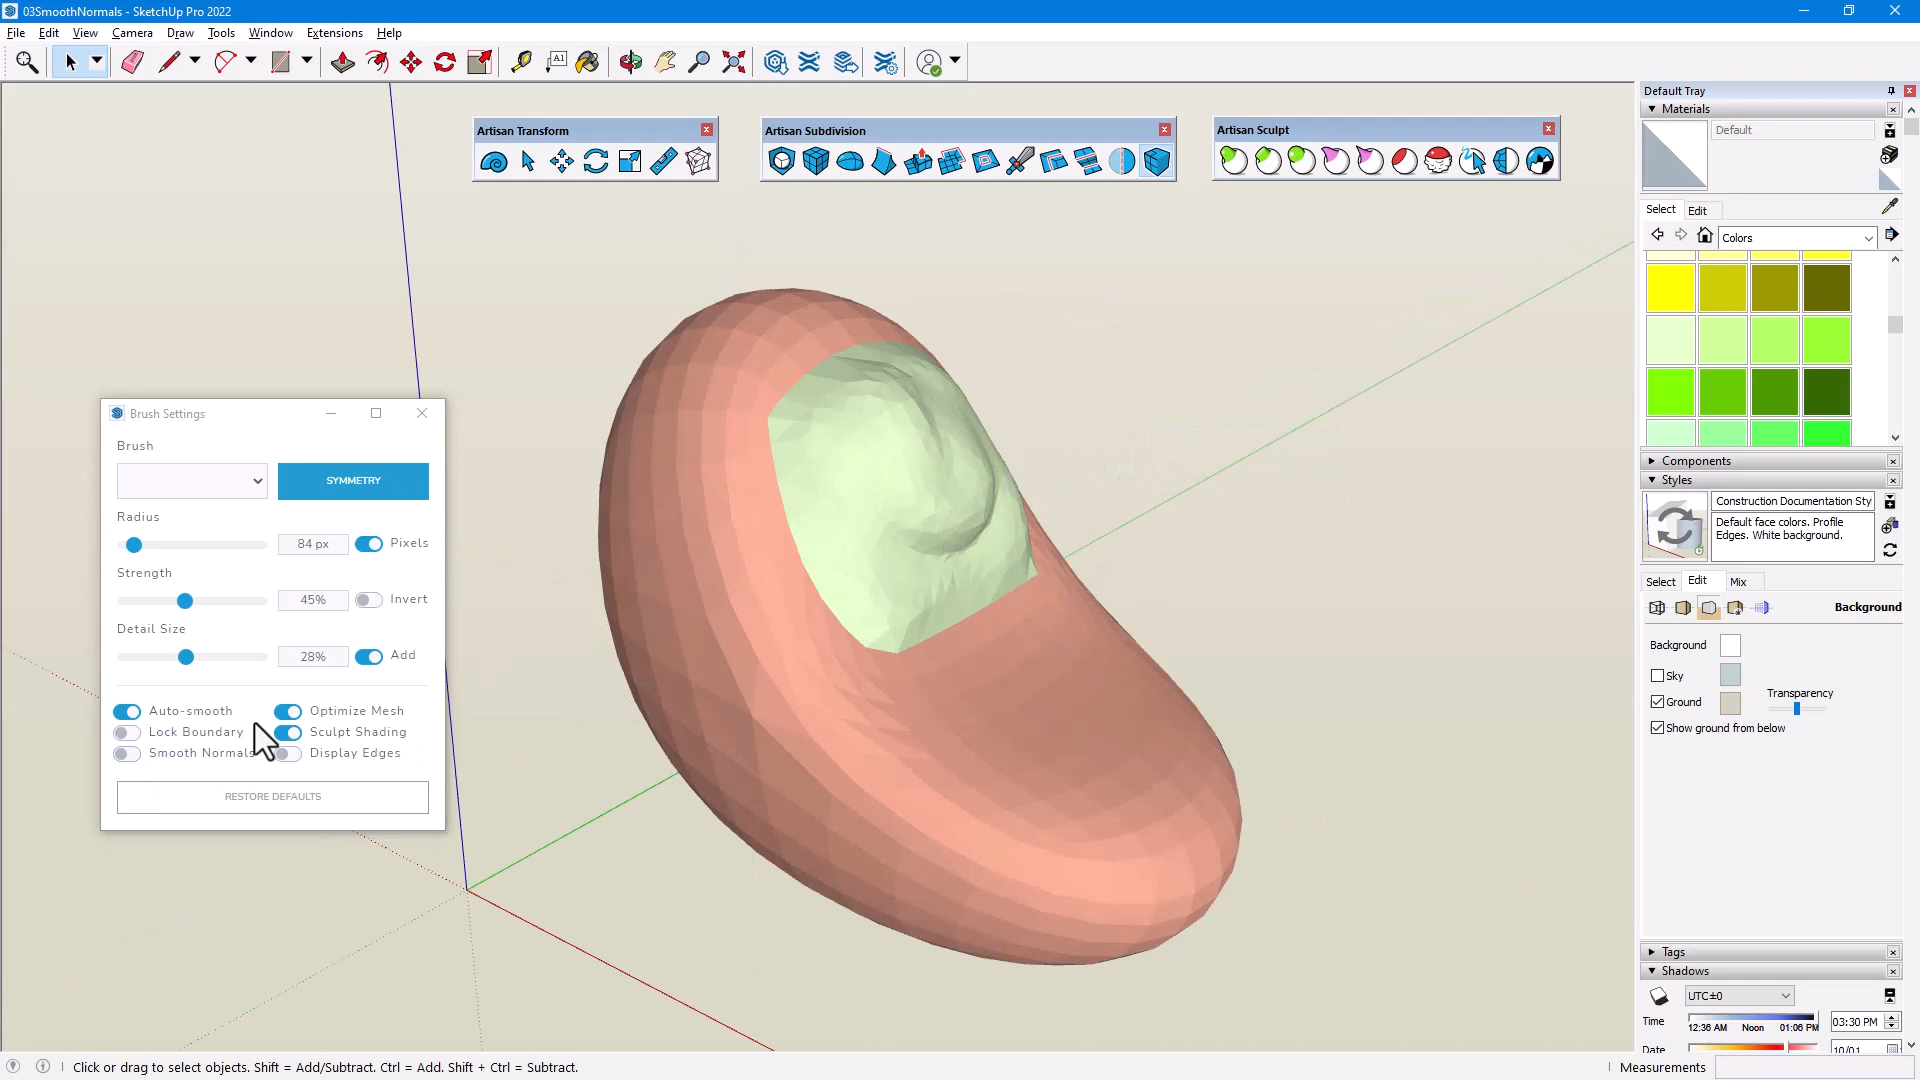 03SmoothNormals - SketchUp Pro 2022
File Edit View Camera Draw Tools Window Extensions Help
A1
Default Tray
Materials
Default
Artisan Transform
Artisan Subdivision
Artisan Sculpt
Select Edit
Colors
Brush Settings
Brush
SYMMETRY
Radius
84 px Pixels
Strength
45% Invert
Detail Size
28% Add
Auto-smooth Optimize Mesh
Lock Boundary Sculpt Shading
Smooth Normals Display Edges
RESTORE DEFAULTS
Components
Styles
Construction Documentation Sty
Default face colors. Profile
Edges. White background.
Select Edit Mix
Background
Background
Sky
Transparency
Ground
Show ground from below
Tags
Shadows
UTC±0
Time 12:36 AM Noon 01:06 PM 03:30 PM
Date 10/01
Click or drag to select objects. Shift = Add/Subtract. Ctrl = Add. Shift + Ctrl = Subtract.
Measurements